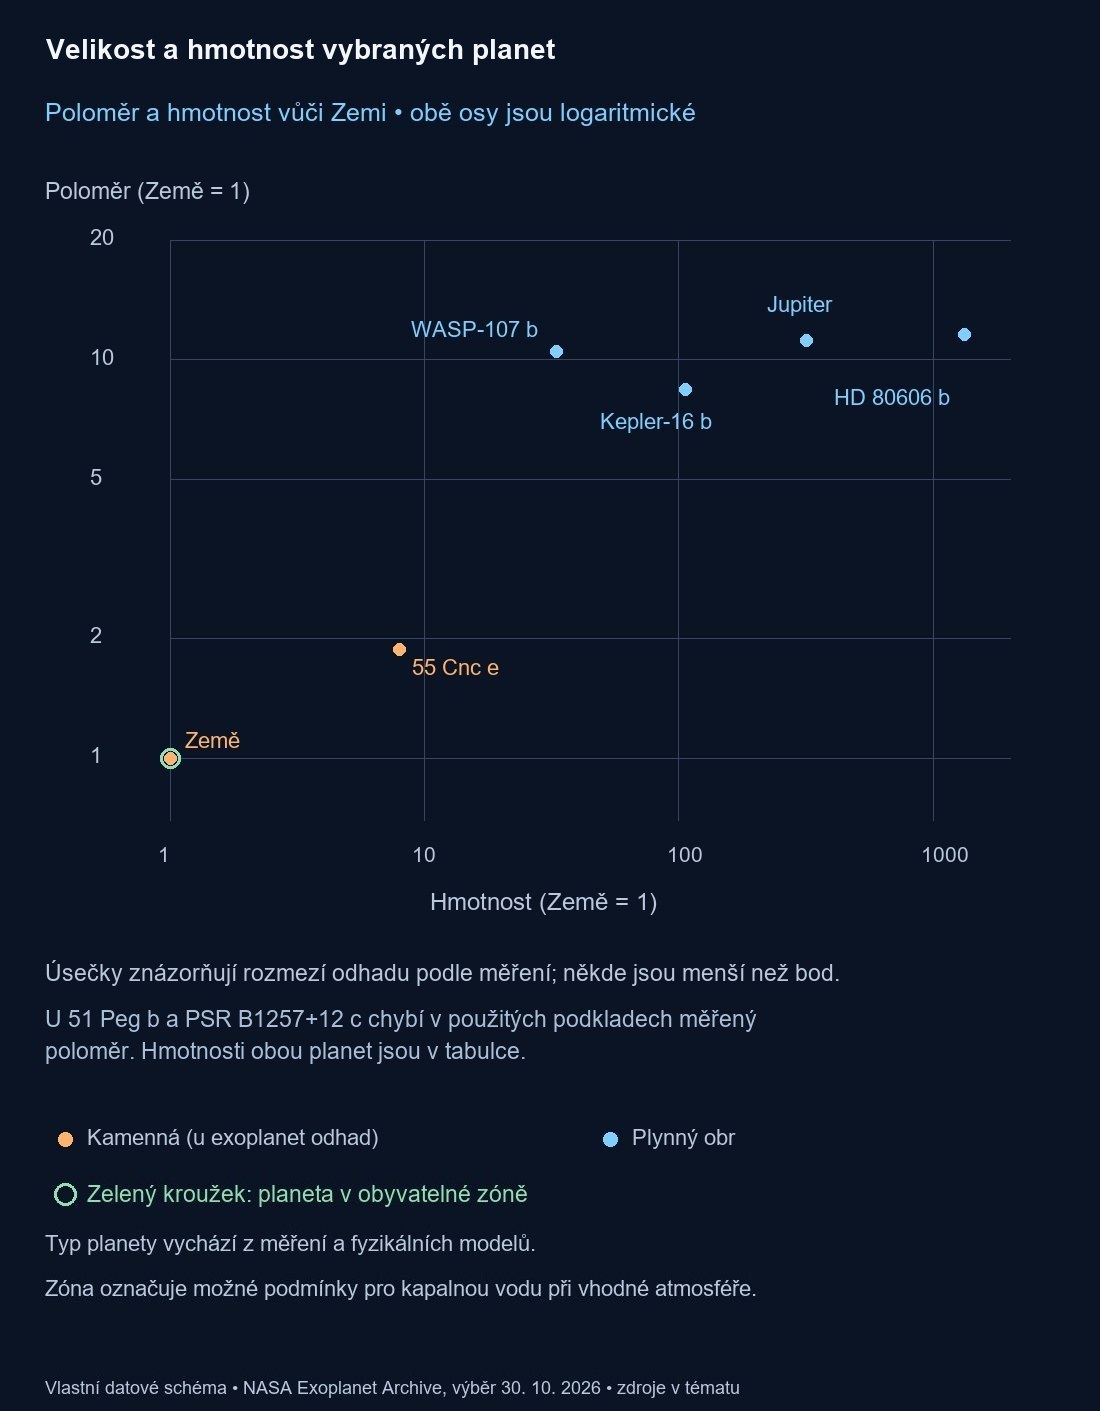 Velikost a hmotnost vybraných planet
Poloměr a hmotnost vůči Zemi • obě osy jsou logaritmické
Poloměr (Země = 1)
20
Jupiter
WASP-107 b
10
HD 80606 b
Kepler-16 b
5
2
55 Cnc e
Země
1
1 10 100 1000
Hmotnost (Země = 1)
Úsečky znázorňují rozmezí odhadu podle měření; někde jsou menší než bod.
U 51 Peg b a PSR B1257+12 c chybí v použitých podkladech měřený
poloměr. Hmotnosti obou planet jsou v tabulce.
Kamenná (u exoplanet odhad) Plynný obr
Zelený kroužek: planeta v obyvatelné zóně
Typ planety vychází z měření a fyzikálních modelů.
Zóna označuje možné podmínky pro kapalnou vodu při vhodné atmosféře.
Vlastní datové schéma • NASA Exoplanet Archive, výběr 30. 10. 2026 • zdroje v tématu